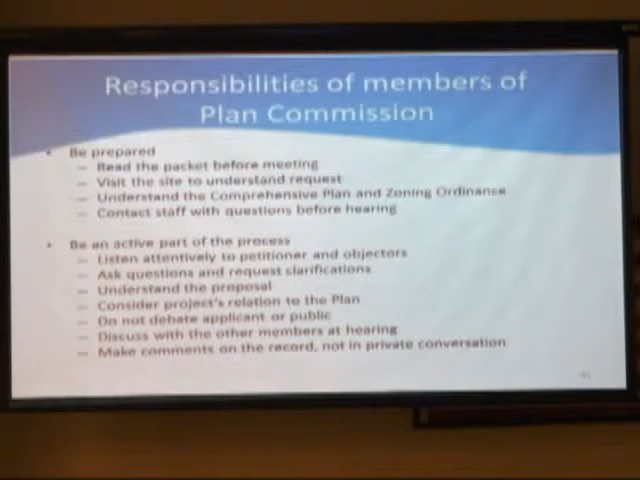 Responsibilities of members of
Plan Commission
• Be prepared
– Read the packet before meeting
– Visit the site to understand request
– Understand the Comprehensive Plan and Zoning Ordinance
– Contact staff with questions before hearing
• Be an active part of the process
– Listen attentively to petitioner and objectors
– Ask questions and request clarifications
– Understand the proposal
– Consider project's relation to the Plan
– Do not debate applicant or public
– Discuss with the other members at hearing
– Make comments on the record, not in private conversation